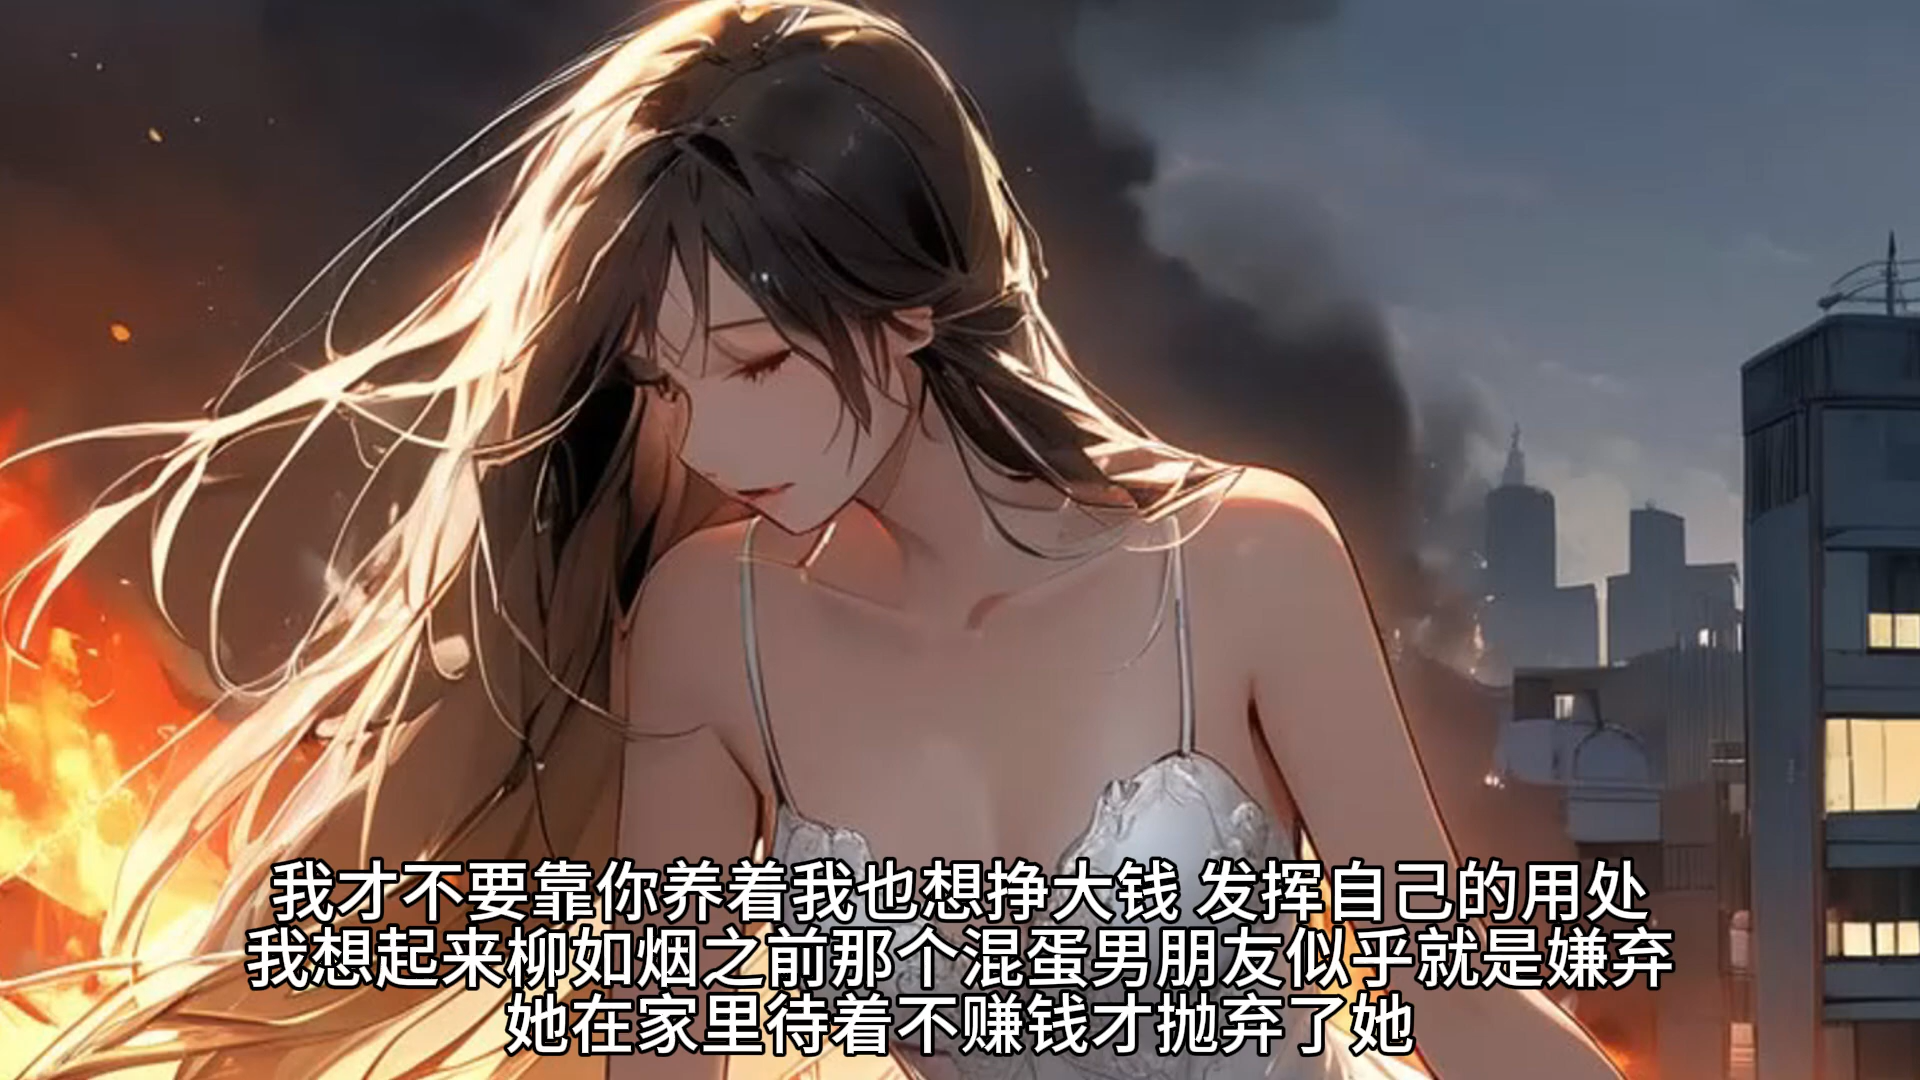 我才不要靠你养着我也想挣大钱 发挥自己的用处
我想起来柳如烟之前那个混蛋男朋友似乎就是嫌弃
她在家里待着不赚钱才抛弃了她